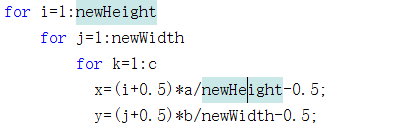 for i=1:newHeight
for j=1:newWidth
for k=1:c
x=(i+0.5)*a/newHeight-0.5;
y=(j+0.5)*b/newWidth-0.5;